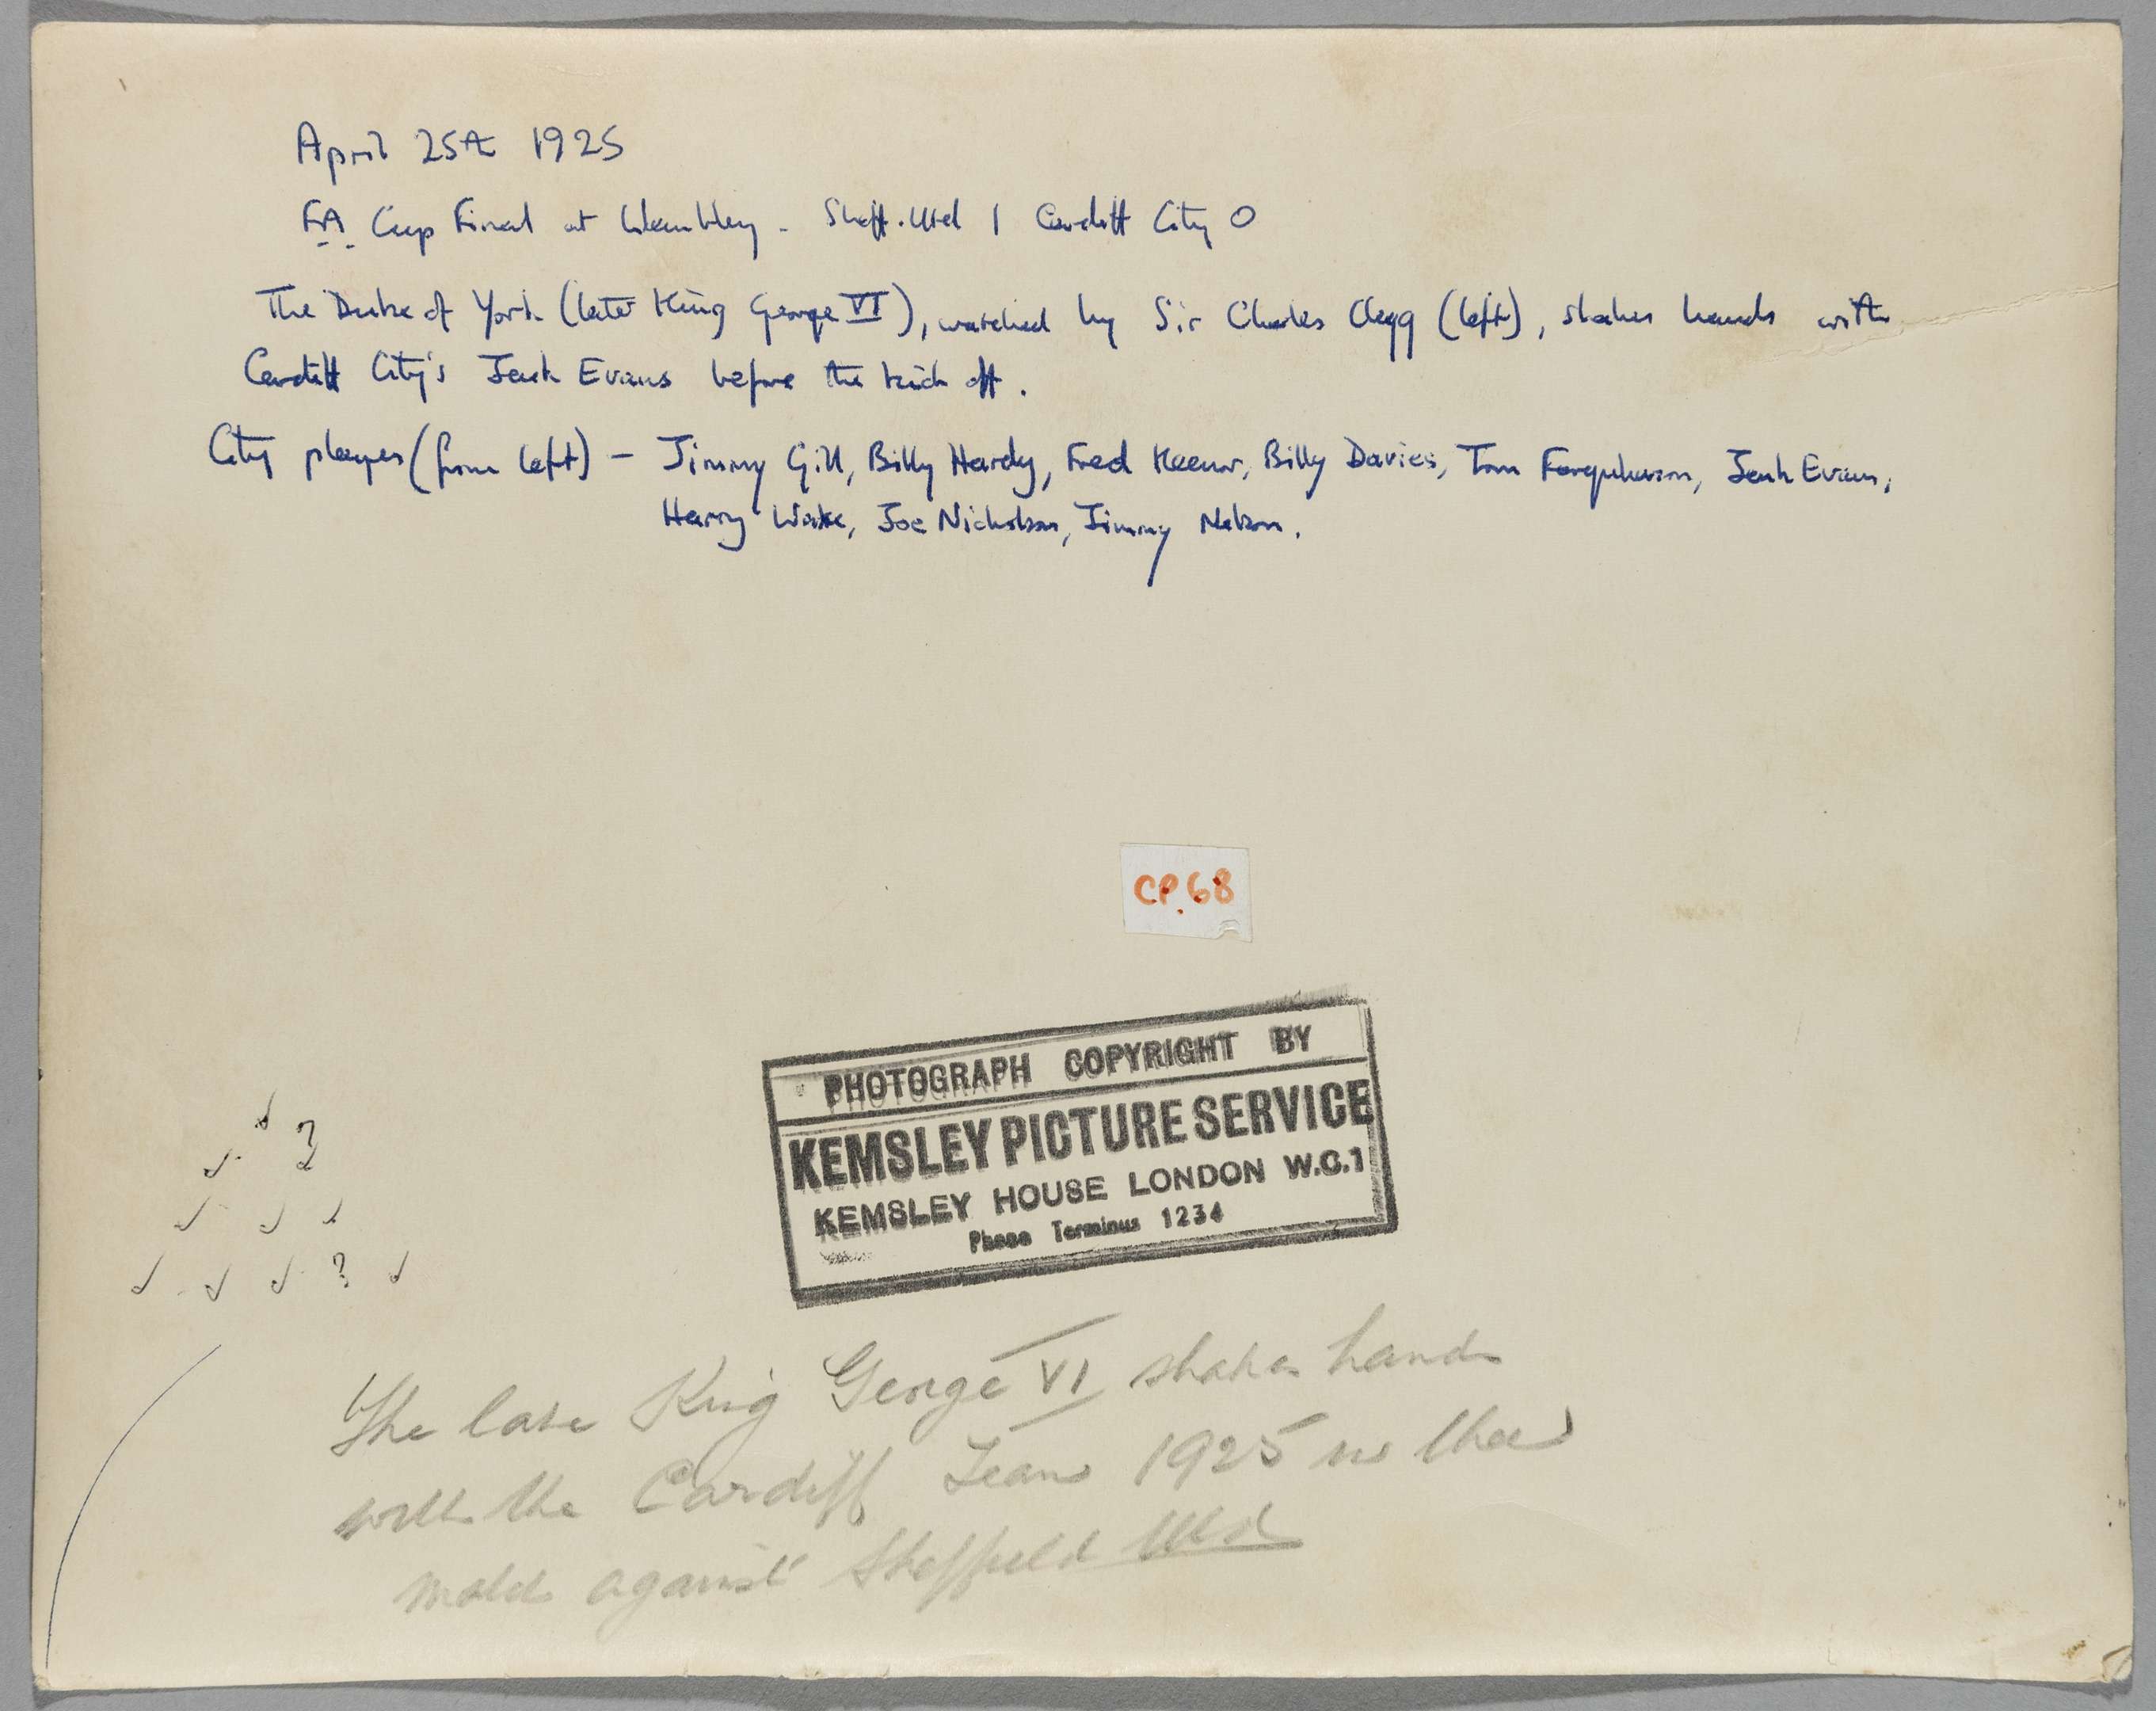 April 25th 1925
FA Cup Final at Wembley - Sheff. Utd 1 Cardiff City 0
The Duke of York (later King George VI), watched by Sir Charles Clegg (left), shakes hands with
Cardiff City's Jack Evans before the kick off.
City players (from left) - Jimmy Gill, Billy Hardy, Fred Keenor, Billy Davies, Tom Farquharson, Jack Evans,
Harry Wake, Joe Nicholson, Jimmy Nelson.
CP.68
PHOTOGRAPH COPYRIGHT BY
KEMSLEY PICTURE SERVICE
KEMSLEY HOUSE LONDON W.C.1
Phone Terminus 1234
?
?
The late King George VI shakes hands
with the Cardiff Team 1925 in their
match against Sheffield Utd